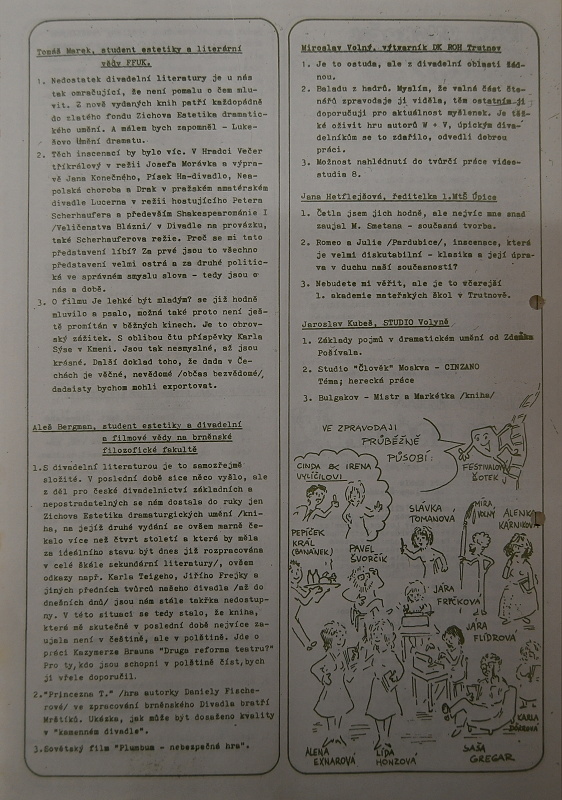 Tomáš Marek, student estetiky a literární
vědy FFUK.
1. Nedostatek divadelní literatury je u nás
tak omračující, že není pomalu o čem mlu-
vit. Z nově vydaných knih patří každopádně
do zlatého fondu Zichova Estetika dramatic-
kého umění. A málem bych zapomněl - Luke-
šovo Umění dramatu.
2. Těch inscenací by bylo víc. V Hradci Večer
tříkrálový v režii Josefa Morávka a výpra-
vě Jana Konečného, Písek Ha-divadlo, Nea-
polská choroba a Drak v pražském amatérském
divadle Lucerna v režii hostujícího Petera
Scherhaufera a především Shakespearománie I
/Veličenstva Blázni/ v Divadle na provázku,
také Scherhauferova režie. Proč se mi tato
představení líbí? Za prvé jsou to všechno
představení velmi ostrá a za druhé politic-
ké ve správném smyslu slova - tedy jsou o
nás a době.
3. O filmu Je lehké být mladým? se již hodně
mluvilo a psalo, možná také proto není ješ-
tě promítán v běžných kinech. Je to obrov-
ský zážitek. S oblibou čtu příspěvky Karla
Sýse v Kmeni. Jsou tak nesmyslné, až jsou
krásné. Další doklad toho, že dada v Če-
chách je věčné, nevědomé /občas bezvědomé/,
dadaisty bychom mohli exportovat.
Aleš Bergman, student estetiky a divadelní
a filmové vědy na brněnské
filozofické fakultě
1.S divadelní literaturou je to samozřejmě
složité. V poslední době sice něco vyšlo, ale
z děl pro české divadelnictví základních a
nepostradatelných se nám dostala do ruky jen
Zichova Estetika dramaturgických umění /kni-
ha, na jejíž druhé vydání se ovšem marně če-
kalo více než čtvrt století a která by měla
za ideálního stavu být dnes již rozpracována
v celé škále sekundární literatury/, ovšem
odkazy např. Karla Teigeho, Jiřího Frejky a
jiných předních tvůrců našeho divadla /až do
dnešních dnů/ jsou nám stále takřka nedostup-
ny. V této situaci se tedy stalo, že kniha,
která mě skutečně v poslední době nejvíce za-
ujala není v češtině, ale v polštině. Jde o
práci Kazymerze Brauna "Druga reforma teatru?"
Pro ty, kdo jsou schopni v polštině číst, bych
ji vřele doporučil.
2."Princezna T." /hra autorky Daniely Fische-
rové/ ve zpracování brněnského Divadla bratří
Mrštíků. Ukázka, jak může být dosaženo kvality
v "kamenném divadle".
3.Sovětský film "Plumbum - nebezpečná hra".
Miroslav Volný, výtvarník DK ROH Trutnov
1. Je to ostuda, ale z divadelní oblasti žád-
nou.
2. Baladu z hadrů. Myslím, že valná část čte-
nářů zpravodaje ji viděla, těm ostatním ji
doporučuji pro aktuálnost myšlenek. Je těž-
ké oživit hru autorů W + V, úpickým diva-
delníkům se to zdařilo, odvedli dobrou
práci.
3. Možnost nahlédnutí do tvůrčí práce video-
studia 8.
Jana Hetflejšová, ředitelka 1.MtŠ Úpice
1. Četla jsem jich hodně, ale nejvíc mne snad
zaujal M. Smetana - současná tvorba.
2. Romeo a Julie /Pardubice/, inscenace, která
je velmi diskutabilní - klasika a její úpra-
va v duchu naší současnosti?
3. Nebudete mi věřit, ale je to včerejší
1. akademie mateřských škol v Trutnově.
Jaroslav Kubeš, STUDIO Volyně
1. Základy pojmů v dramatickém umění od Zdeňka
Pošívala.
2. Studio "Člověk" Moskva - CINZANO
Téma; herecké práce
3. Bulgakov - Mistr a Markétka /kniha/
VE ZPRAVODAJI
PRŮBĚŽNĚ
PŮSOBÍ:
FESTIVALOVÝ
ŠOTEK
CINDA BC IRENA
VYLÍČILOVI
PEPÍČEK
KRÁL
(BANÁNEK)
PAVEL
ŠVORČÍK
SLÁVKA
TOMANOVÁ
MÍRA
VOLNÝ
ALENKA
KÁRNÍKOVÁ
JÁRA
FRYČKOVÁ
JÁRA
FLÍDROVÁ
ALENA
EXNAROVÁ
LÍDA
HONZOVÁ
SAŠA
GREGAR
KARLA